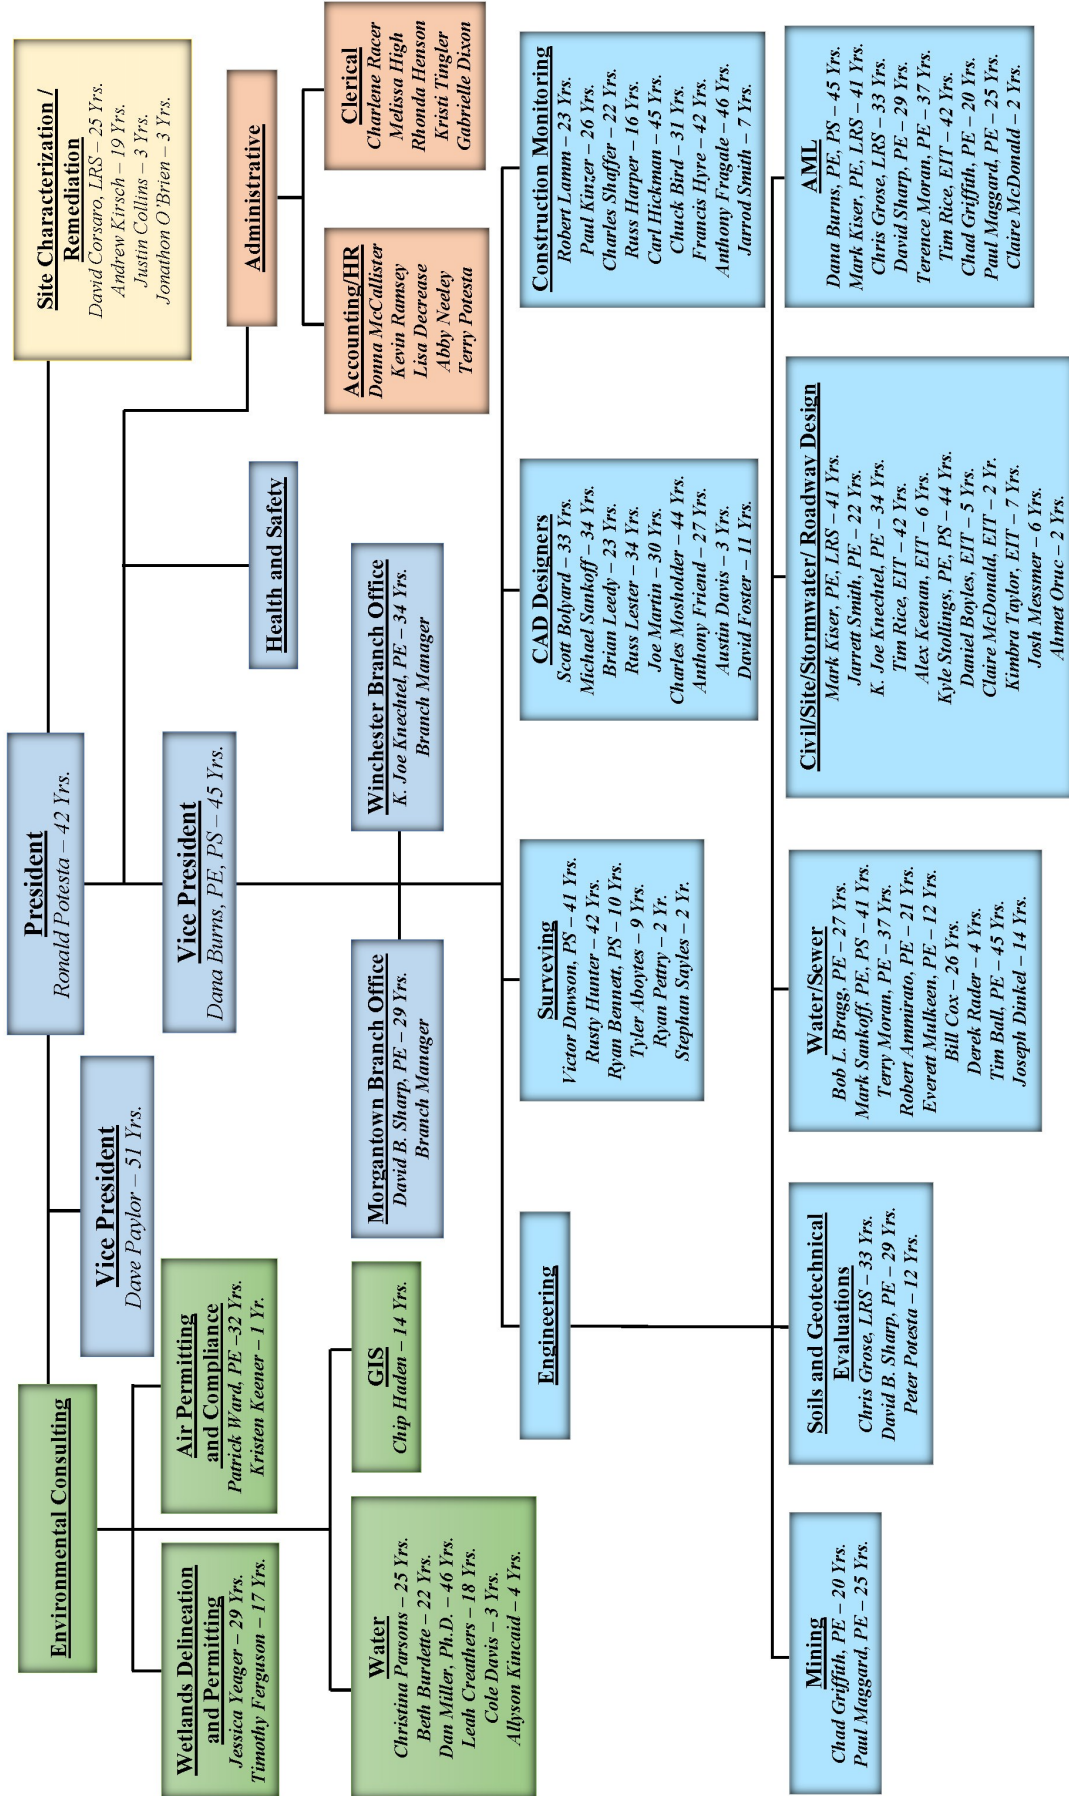 President
Ronald Potesta – 42 Yrs.
Environmental Consulting
Vice President
Dave Paylor – 51 Yrs.
Site Characterization /
Remediation
David Corsaro, LRS – 25 Yrs.
Andrew Kirsch – 19 Yrs.
Justin Collins – 3 Yrs.
Jonathon O'Brien – 3 Yrs.
Wetlands Delineation
and Permitting
Jessica Yeager – 29 Yrs.
Timothy Ferguson – 17 Yrs.
Air Permitting
and Compliance
Patrick Ward, PE –32 Yrs.
Kristen Keener – 1 Yr.
Vice President
Dana Burns, PE, PS – 45 Yrs.
Health and Safety
Administrative
Water
Christina Parsons – 25 Yrs.
Beth Burdette – 22 Yrs.
Dan Miller, Ph.D. – 46 Yrs.
Leah Creathers – 18 Yrs.
Cole Davis – 3 Yrs.
Allyson Kincaid – 4 Yrs.
GIS
Chip Haden – 14 Yrs.
Morgantown Branch Office
David B. Sharp, PE – 29 Yrs.
Branch Manager
Winchester Branch Office
K. Joe Knechtel, PE – 34 Yrs.
Branch Manager
Accounting/HR
Donna McCallister
Kevin Ramsey
Lisa Decrease
Abby Neeley
Terry Potesta
Clerical
Charlene Racer
Melissa High
Rhonda Henson
Kristi Tingler
Gabrielle Dixon
Engineering
Surveying
Victor Dawson, PS – 41 Yrs.
Rusty Hunter – 42 Yrs.
Ryan Bennett, PS – 10 Yrs.
Tyler Aboytes – 9 Yrs.
Ryan Pettry – 2 Yr.
Stephan Sayles – 2 Yr.
CAD Designers
Scott Bolyard – 33 Yrs.
Michael Sankoff – 34 Yrs.
Brian Leedy – 23 Yrs.
Russ Lester – 34 Yrs.
Joe Martin – 30 Yrs.
Charles Mosholder – 44 Yrs.
Anthony Friend – 27 Yrs.
Austin Davis – 3 Yrs.
David Foster – 11 Yrs.
Construction Monitoring
Robert Lamm – 23 Yrs.
Paul Kinzer – 26 Yrs.
Charles Shaffer – 22 Yrs.
Russ Harper – 16 Yrs.
Carl Hickman – 45 Yrs.
Chuck Bird – 31 Yrs.
Francis Hyre – 42 Yrs.
Anthony Fragale – 46 Yrs.
Jarrod Smith – 7 Yrs.
Mining
Chad Griffith, PE – 20 Yrs.
Paul Maggard, PE – 25 Yrs.
Soils and Geotechnical
Evaluations
Chris Grose, LRS – 33 Yrs.
David B. Sharp, PE – 29 Yrs.
Peter Potesta – 12 Yrs.
Water/Sewer
Bob L. Bragg, PE – 27 Yrs.
Mark Sankoff, PE, PS – 41 Yrs.
Terry Moran, PE – 37 Yrs.
Robert Ammirato, PE – 21 Yrs.
Everett Mulkeen, PE – 12 Yrs.
Bill Cox – 26 Yrs.
Derek Rader – 4 Yrs.
Tim Ball, PE – 45 Yrs.
Joseph Dinkel – 14 Yrs.
Civil/Site/Stormwater/ Roadway Design
Mark Kiser, PE, LRS – 41 Yrs.
Jarrett Smith, PE – 22 Yrs.
K. Joe Knechtel, PE – 34 Yrs.
Tim Rice, EIT – 42 Yrs.
Alex Keenan, EIT – 6 Yrs.
Kyle Stollings, PE, PS – 44 Yrs.
Daniel Boyles, EIT – 5 Yrs.
Claire McDonald, EIT – 2 Yr.
Kimbra Taylor, EIT – 7 Yrs.
Josh Messmer – 6 Yrs.
Ahmet Oruc – 2 Yrs.
AML
Dana Burns, PE, PS – 45 Yrs.
Mark Kiser, PE, LRS – 41 Yrs.
Chris Grose, LRS – 33 Yrs.
David Sharp, PE – 29 Yrs.
Terence Moran, PE – 37 Yrs.
Tim Rice, EIT – 42 Yrs.
Chad Griffith, PE – 20 Yrs.
Paul Maggard, PE – 25 Yrs.
Claire McDonald – 2 Yrs.